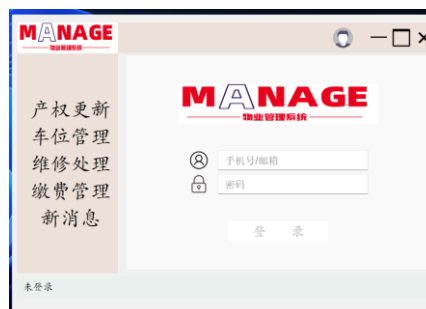 MANAGE
物业管理系统
产权更新
车位管理
维修处理
缴费管理
新消息
MANAGE
物业管理系统
手机号/邮箱
密码
登 录
未登录